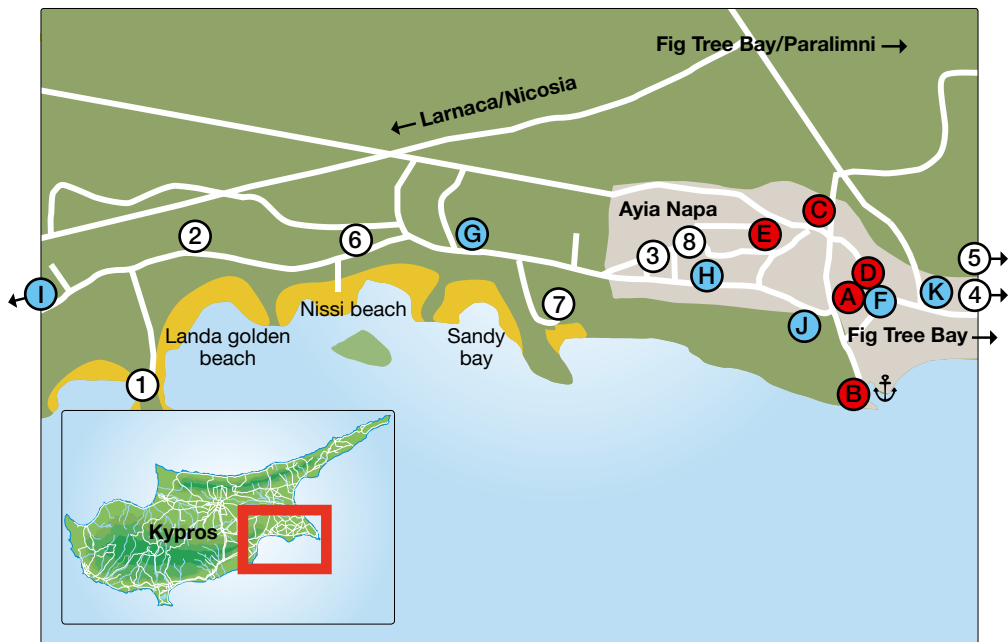 Fig Tree Bay/Paralimni →
← Larnaca/Nicosia
C
Ayia Napa
E
2
6
G
3
8
5 →
H
D
← I
A
F
K
4 →
Nissi beach
7
J
Landa golden
beach
Sandy
bay
Fig Tree Bay →
1
B
Kypros